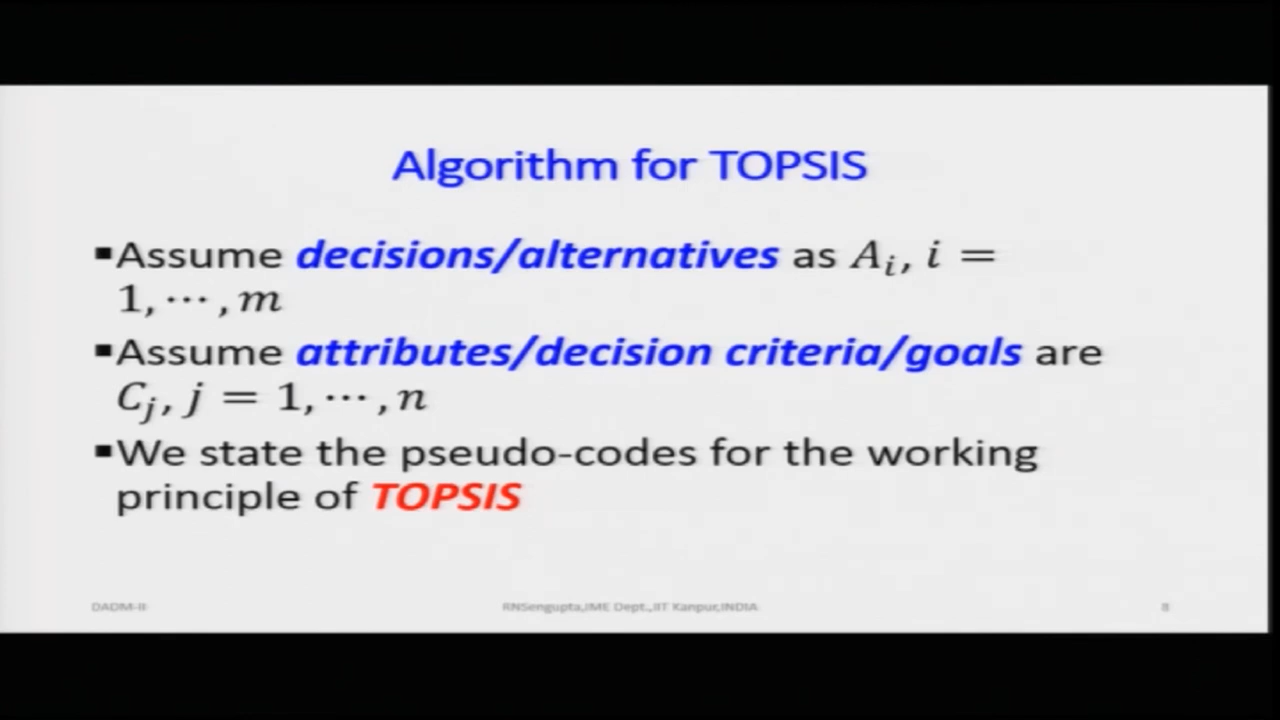 Algorithm for TOPSIS
▪Assume decisions/alternatives as Aᵢ, i =
1, ⋯ , m
▪Assume attributes/decision criteria/goals are
Cⱼ, j = 1, ⋯ , n
▪We state the pseudo-codes for the working
principle of TOPSIS
DADM-II RNSengupta,IME Dept.,IIT Kanpur,INDIA 8